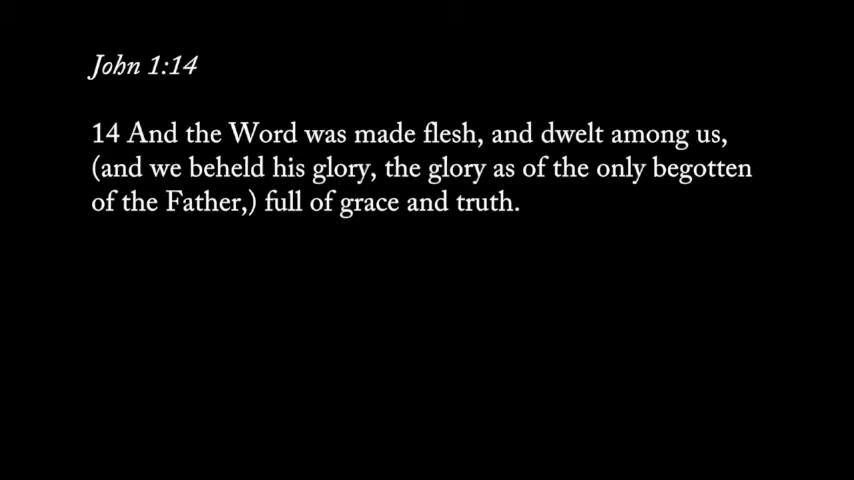 John 1:14
14 And the Word was made flesh, and dwelt among us,
(and we beheld his glory, the glory as of the only begotten
of the Father,) full of grace and truth.